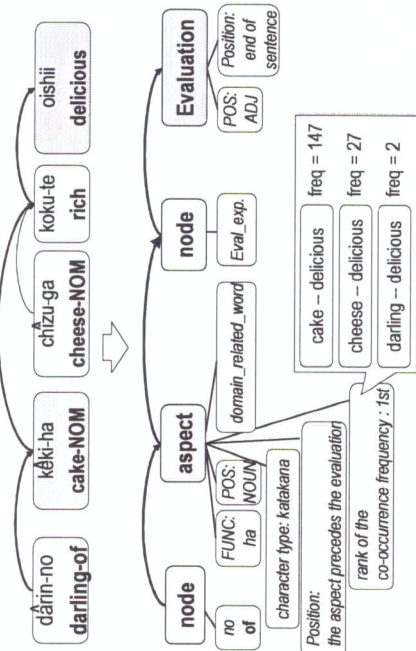 dârin-no
darling-of
kêki-ha
cake-NOM
chîzu-ga
cheese-NOM
koku-te
rich
oishii
delicious
node
aspect
node
Evaluation
no
of
FUNC:
ha
POS:
NOUN
domain_related_word
Eval_exp.
POS:
ADJ
Position:
end of
sentence
character type: katakana
Position:
the aspect precedes the evaluation
rank of the
co-occurrence frequency : 1st
cake -- delicious freq = 147
cheese -- delicious freq = 27
darling -- delicious freq = 2